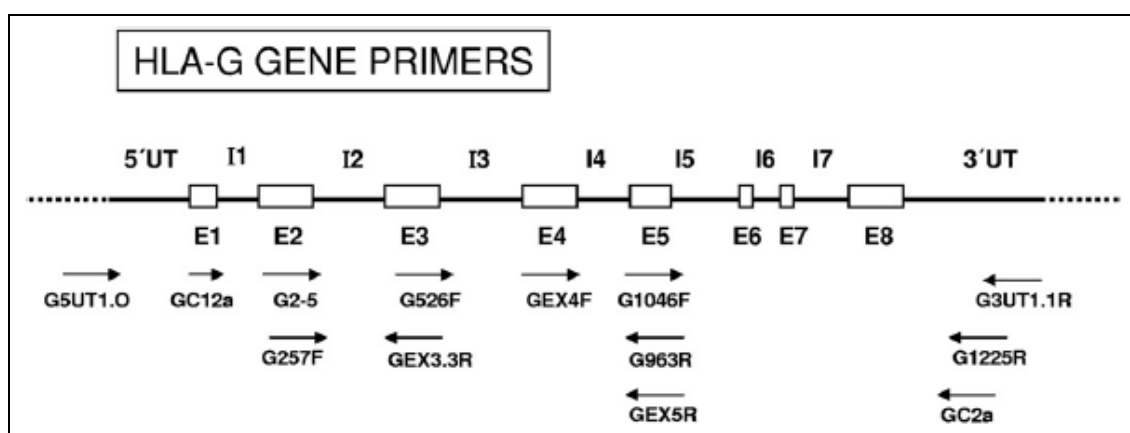 HLA-G GENE PRIMERS
5´UT I1 I2 I3 I4 I5 I6 I7 3´UT
E1 E2 E3 E4 E5 E6 E7 E8
G5UT1.O GC12a G2-5 G526F GEX4F G1046F G3UT1.1R
G257F GEX3.3R G963R G1225R
GEX5R GC2a